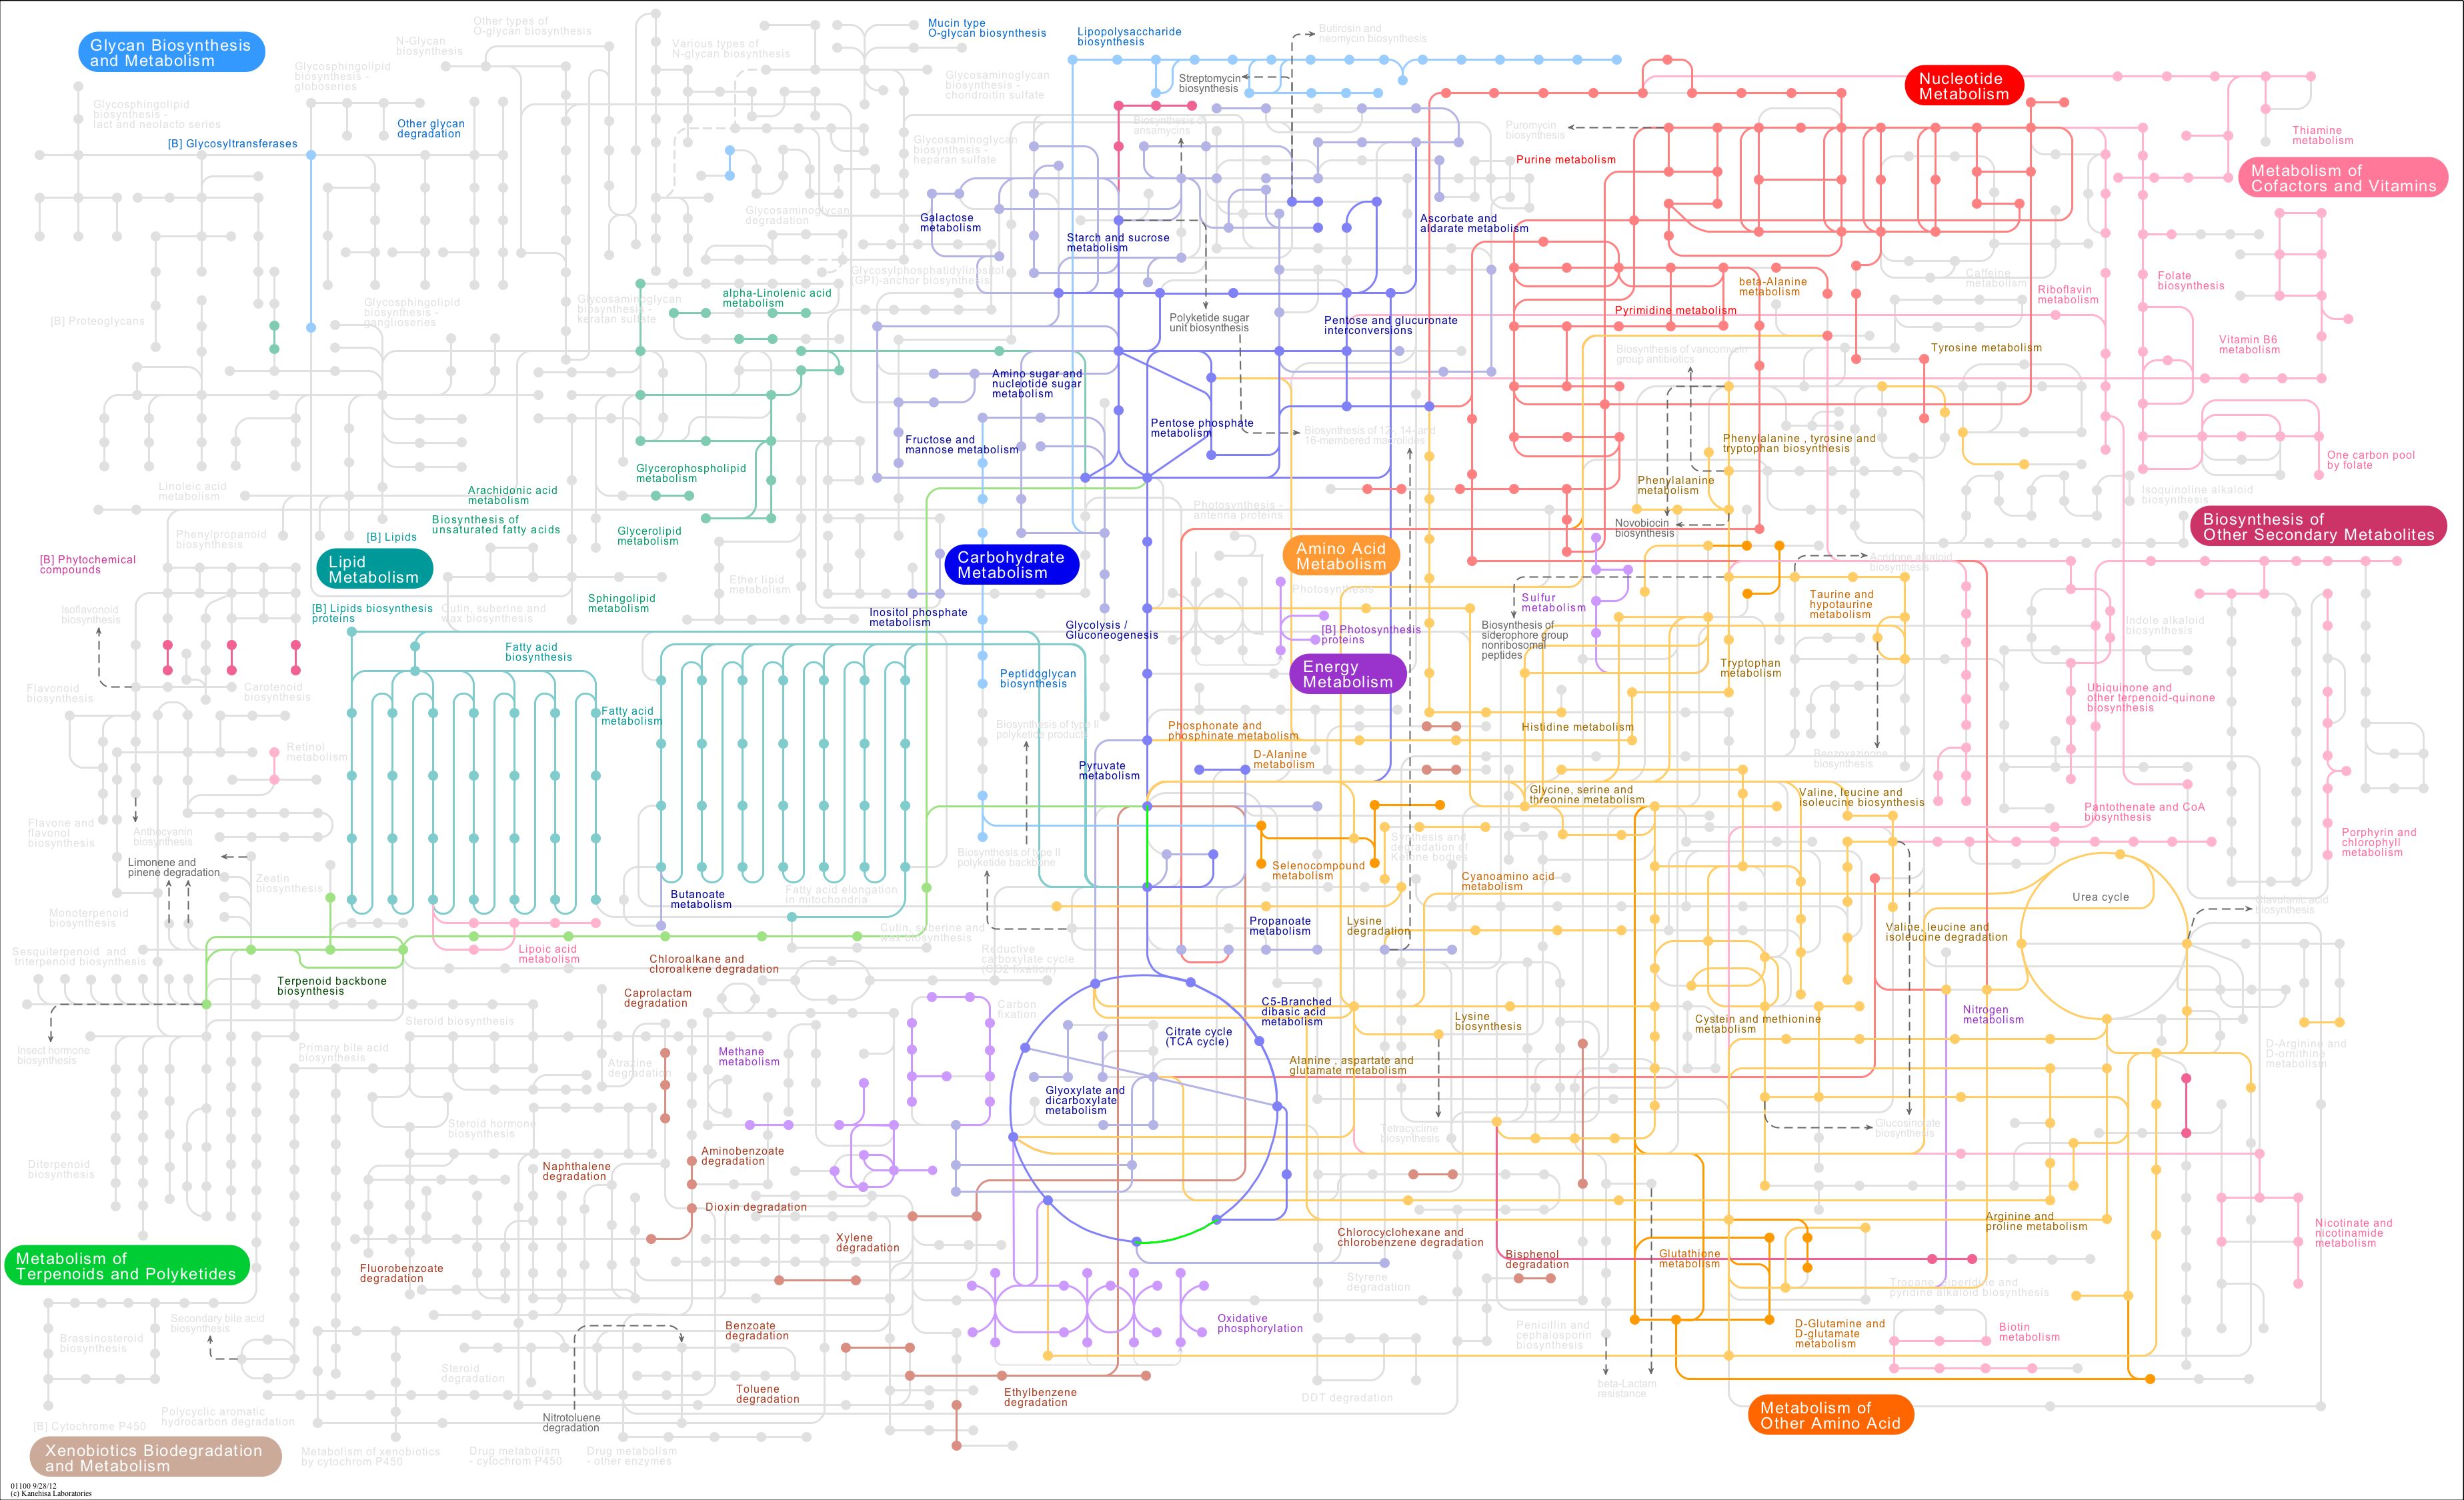 Glycan Biosynthesis
and Metabolism
N-Glycan
biosynthesis
Other types of
O-glycan biosynthesis
Various types of
N-glycan biosynthesis
Mucin type
O-glycan biosynthesis
Lipopolysaccharide
biosynthesis
Butirosin and
neomycin biosynthesis
Nucleotide
Metabolism
Glycosphingolipid
biosynthesis -
globoseries
Glycosaminoglycan
biosynthesis -
chondroitin sulfate
Streptomycin
biosynthesis
Glycosphingolipid
biosynthesis -
lact and neolacto series
Other glycan
degradation
[B] Glycosyltransferases
Biosynthesis of
ansamycins
Puromycin
biosynthesis
Thiamine
metabolism
Glycosaminoglycan
biosynthesis -
heparan sulfate
Purine metabolism
Metabolism of
Cofactors and Vitamins
Glycosaminoglycan
degradation
Galactose
metabolism
Starch and sucrose
metabolism
Ascorbate and
aldarate metabolism
Glycosylphosphatidylinositol
(GPI)-anchor biosynthesis
Caffeine
metabolism
beta-Alanine
metabolism
Folate
biosynthesis
Riboflavin
metabolism
alpha-Linolenic acid
metabolism
Glycosaminoglycan
biosynthesis -
keratan sulfate
Glycosphingolipid
biosynthesis -
ganglioseries
[B] Proteoglycans
Polyketide sugar
unit biosynthesis
Pentose and glucuronate
interconversions
Pyrimidine metabolism
Biosynthesis of vancomycin
group antibiotics
Tyrosine metabolism
Vitamin B6
metabolism
Amino sugar and
nucleotide sugar
metabolism
Pentose phosphate
metabolism
Biosynthesis of 12-, 14- and
16-membered macrolides
Fructose and
mannose metabolism
Phenylalanine , tyrosine and
tryptophan biosynthesis
One carbon pool
by folate
Glycerophospholipid
metabolism
Phenylalanine
metabolism
Linoleic acid
metabolism
Arachidonic acid
metabolism
Isoquinoline alkaloid
biosynthesis
Photosynthesis -
antenna proteins
Biosynthesis of
unsaturated fatty acids
Glycerolipid
metabolism
Novobiocin
biosynthesis
Biosynthesis of
Other Secondary Metabolites
Phenylpropanoid
biosynthesis
[B] Lipids
[B] Phytochemical
compounds
Lipid
Metabolism
Carbohydrate
Metabolism
Amino Acid
Metabolism
Acridone alkaloid
biosynthesis
Ether lipid
metabolism
Photosynthesis
Isoflavonoid
biosynthesis
[B] Lipids biosynthesis
proteins
Cutin, suberine and
wax biosynthesis
Sphingolipid
metabolism
Inositol phosphate
metabolism
Glycolysis /
Gluconeogenesis
[B] Photosynthesis
proteins
Sulfur
metabolism
Biosynthesis of
siderophore group
nonribosomal
peptides
Taurine and
hypotaurine
metabolism
Indole alkaloid
biosynthesis
Fatty acid
biosynthesis
Energy
Metabolism
Tryptophan
metabolism
Flavonoid
biosynthesis
Carotenoid
biosynthesis
Peptidoglycan
biosynthesis
Ubiquinone and
other terpenoid-quinone
biosynthesis
Fatty acid
metabolism
Biosynthesis of type II
polyketide products
Phosphonate and
phosphinate metabolism
Histidine metabolism
Retinol
metabolism
D-Alanine
metabolism
Benzoxazinone
biosynthesis
Pyruvate
metabolism
Glycine, serine and
threonine metabolism
Valine, leucine and
isoleucine biosynthesis
Pantothenate and CoA
biosynthesis
Flavone and
flavonol
biosynthesis
Anthocyanin
biosynthesis
Synthesis and
degradation of
Ketone bodies
Porphyrin and
chlorophyll
metabolism
Biosynthesis of type II
polyketide backbone
Limonene and
pinene degradation
Zeatin
biosynthesis
Selenocompound
metabolism
Cyanoamino acid
metabolism
Butanoate
metabolism
Fatty acid elongation
in mitochondria
Urea cycle
Clavulanic acid
biosynthesis
Monoterpenoid
biosynthesis
Propanoate
metabolism
Lysine
degradation
Valine, leucine and
isoleucine degradation
Cutin, suberine and
wax biosynthesis
Sesquiterpenoid and
triterpenoid biosynthesis
Lipoic acid
metabolism
Chloroalkane and
cloroalkene degradation
Reductive
carboxylate cycle
(CO2 fixation)
Terpenoid backbone
biosynthesis
Caprolactam
degradation
Carbon
fixation
C5-Branched
dibasic acid
metabolism
Lysine
biosynthesis
Cystein and methionine
metabolism
Nitrogen
metabolism
Steroid biosynthesis
Citrate cycle
(TCA cycle)
Insect hormone
biosynthesis
Primary bile acid
biosynthesis
Atrazine
degradation
Methane
metabolism
Alanine , aspartate and
glutamate metabolism
D-Arginine and
D-ornithine
metabolism
Glyoxylate and
dicarboxylate
metabolism
Steroid hormone
biosynthesis
Tetracycline
biosynthesis
Glucosinolate
biosynthesis
Aminobenzoate
degradation
Diterpenoid
biosynthesis
Naphthalene
degradation
Dioxin degradation
Xylene
degradation
Chlorocyclohexane and
chlorobenzene degradation
Arginine and
proline metabolism
Nicotinate and
nicotinamide
metabolism
Metabolism of
Terpenoids and Polyketides
Fluorobenzoate
degradation
Bisphenol
degradation
Glutathione
metabolism
Styrene
degradation
Tropane, piperidine and
pyridine alkaloid biosynthesis
Secondary bile acid
biosynthesis
Brassinosteroid
biosynthesis
Benzoate
degradation
Oxidative
phosphorylation
Penicillin and
cephalosporin
biosynthesis
D-Glutamine and
D-glutamate
metabolism
Biotin
metabolism
Steroid
degradation
Toluene
degradation
Ethylbenzene
degradation
DDT degradation
beta-Lactam
resistance
[B] Cytochrome P450
Polycyclic aromatic
hydrocarbon degradation
Nitrotoluene
degradation
Metabolism of
Other Amino Acid
Xenobiotics Biodegradation
and Metabolism
Metabolism of xenobiotics
by cytochrom P450
Drug metabolism
- cytochrom P450
Drug metabolism
- other enzymes
01100 9/28/12
(c) Kanehisa Laboratories